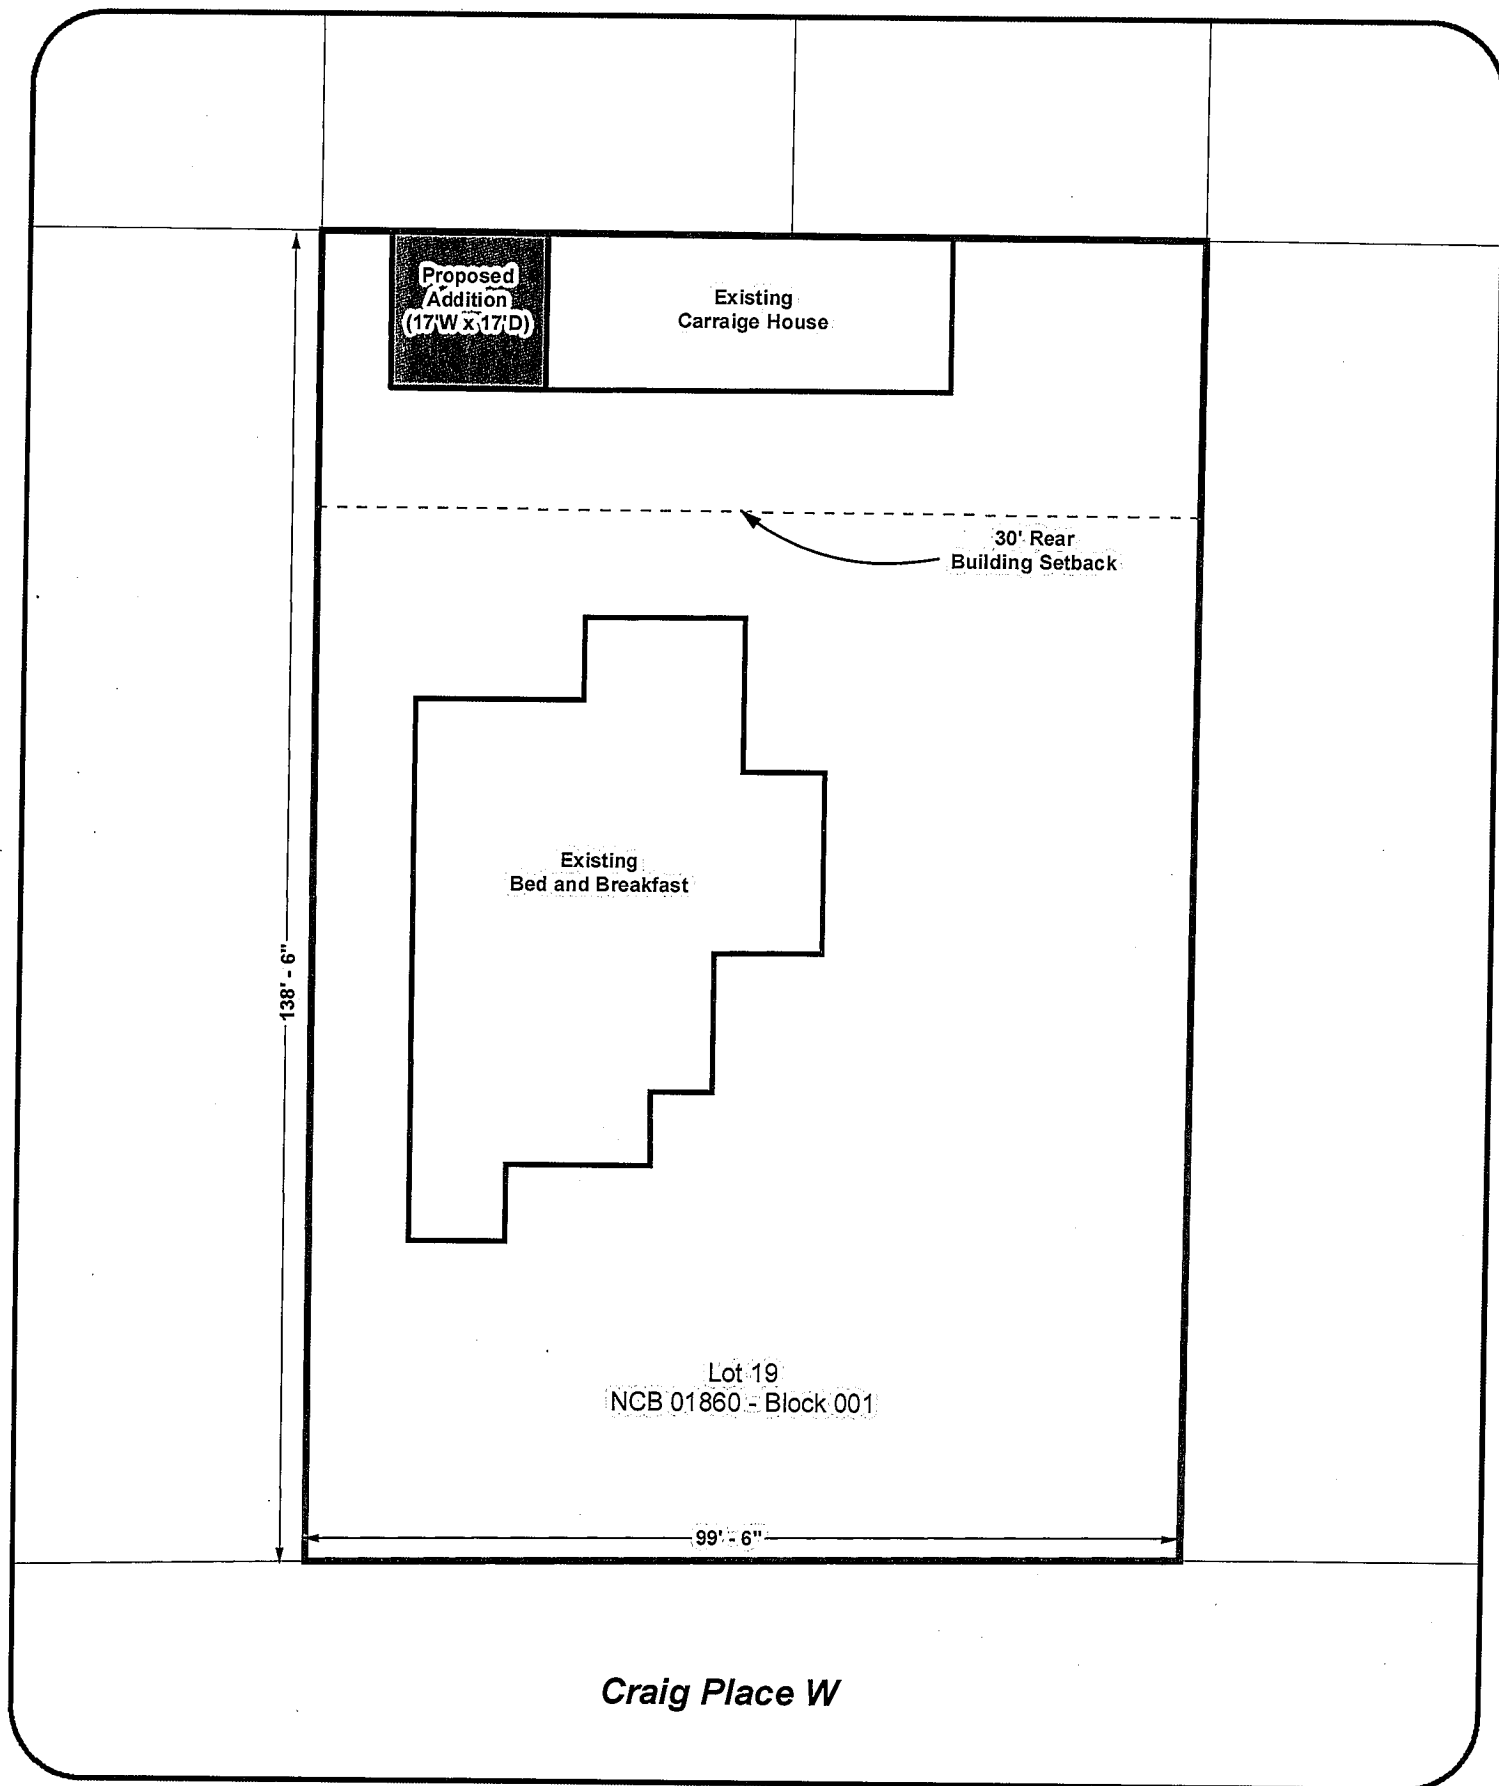 Proposed
Addition
(17'W x 17'D)
Existing
Carraige House
30' Rear
Building Setback
Existing
Bed and Breakfast
138' - 6"
Lot 19
NCB 01860 - Block 001
99' - 6"
Craig Place W